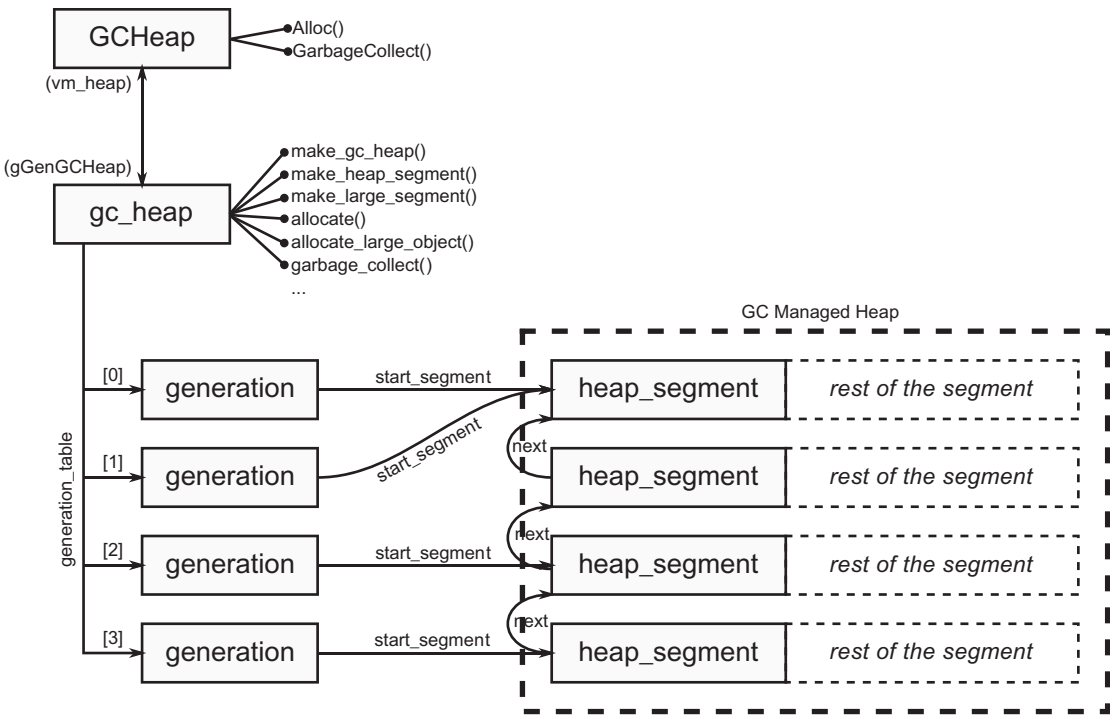 GCHeap
Alloc()
GarbageCollect()
(vm_heap)
(gGenGCHeap)
gc_heap
make_gc_heap()
make_heap_segment()
make_large_segment()
allocate()
allocate_large_object()
garbage_collect()
...
GC Managed Heap
generation_table
[0]
generation
start_segment
heap_segment
rest of the segment
[1]
generation
start_segment
next
heap_segment
rest of the segment
[2]
generation
start_segment
next
heap_segment
rest of the segment
[3]
generation
start_segment
next
heap_segment
rest of the segment